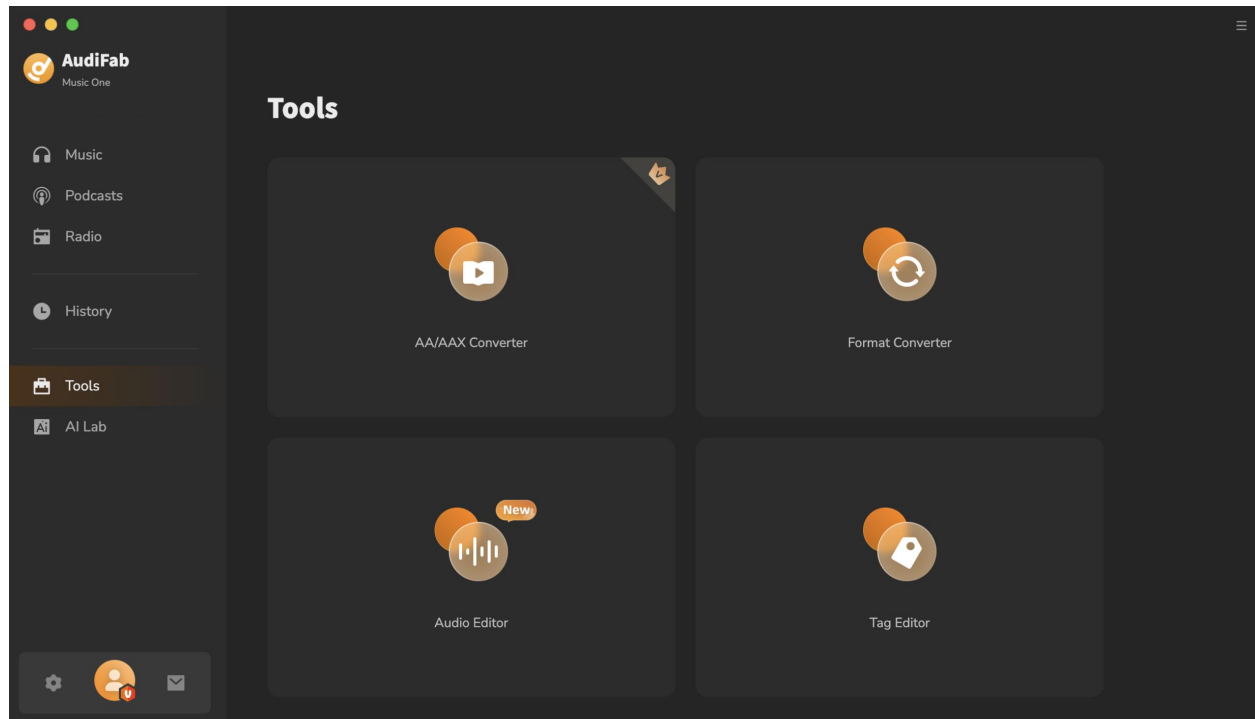 AudiFab
Music One
Music
Podcasts
Radio
History
Tools
Ai
AI Lab
Tools
AA/AAX Converter
Format Converter
New
Audio Editor
Tag Editor